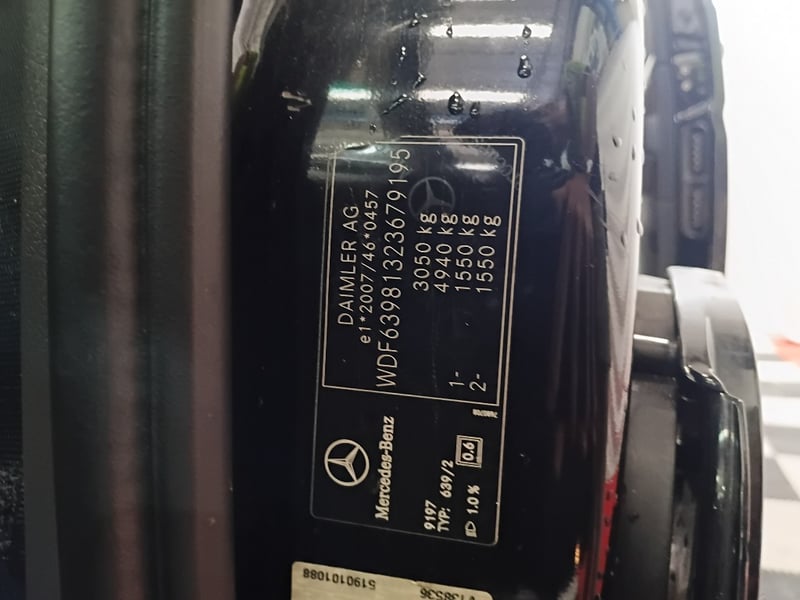 DAIMLER AG
e1*2007/46*0457
WDF63981323679195
3050 kg
4940 kg
1- 1550 kg
2- 1550 kg
Mercedes-Benz
9197
TYP: 639/2
1.0 % 0.6
5190101088